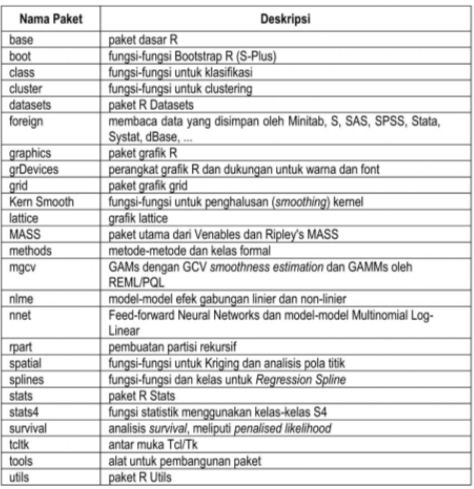 Nama Paket Deskripsi
base paket dasar R
boot fungsi-fungsi Bootstrap R (S-Plus)
class fungsi-fungsi untuk klasifikasi
cluster fungsi-fungsi untuk clustering
datasets paket R Datasets
foreign membaca data yang disimpan oleh Minitab, S, SAS, SPSS, Stata,
Systat, dBase, ...
graphics paket grafik R
grDevices perangkat grafik R dan dukungan untuk warna dan font
grid paket grafik grid
Kern Smooth fungsi-fungsi untuk penghalusan (smoothing) kernel
lattice grafik lattice
MASS paket utama dari Venables dan Ripley's MASS
methods metode-metode dan kelas formal
mgcv GAMs dengan GCV smoothness estimation dan GAMMs oleh
REML/PQL
nlme model-model efek gabungan linier dan non-linier
nnet Feed-forward Neural Networks dan model-model Multinomial Log-
Linear
rpart pembuatan partisi rekursif
spatial fungsi-fungsi untuk Kriging dan analisis pola titik
splines fungsi-fungsi dan kelas untuk Regression Spline
stats paket R Stats
stats4 fungsi statistik menggunakan kelas-kelas S4
survival analisis survival, meliputi penalised likelihood
tcltk antar muka Tcl/Tk
tools alat untuk pembangunan paket
utils paket R Utils